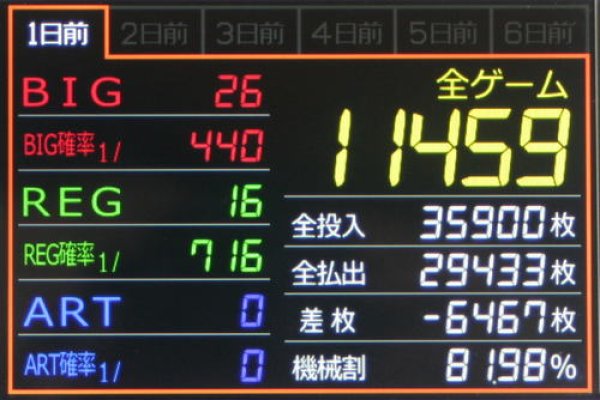 1日前 2日前 3日前 4日前 5日前 6日前
BIG 26
BIG確率1/ 440
REG 16
REG確率1/ 716
ART 0
ART確率1/ 0
全ゲーム
11459
全投入 35900枚
全払出 29433枚
差枚 -6467枚
機械割 81.98%